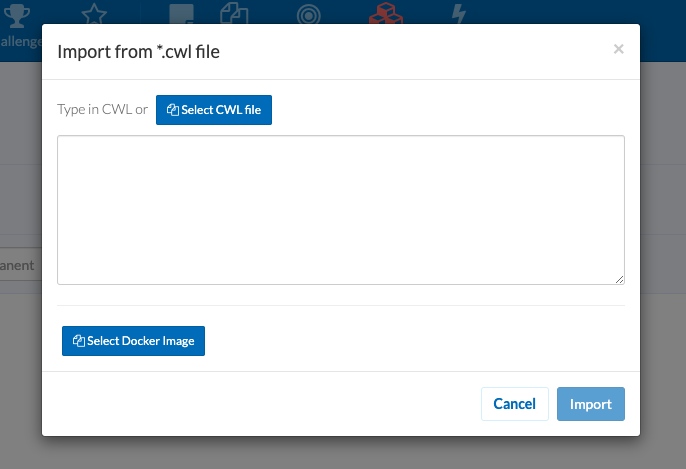 allenge
Import from *.cwl file
×
Type in CWL or Select CWL file
anent
Select Docker Image
Cancel Import